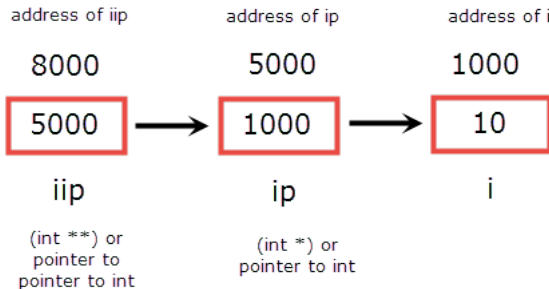 address of iip address of ip address of i
8000 5000 1000
5000 1000 10
iip ip i
(int **) or
pointer to
pointer to int
(int *) or
pointer to int